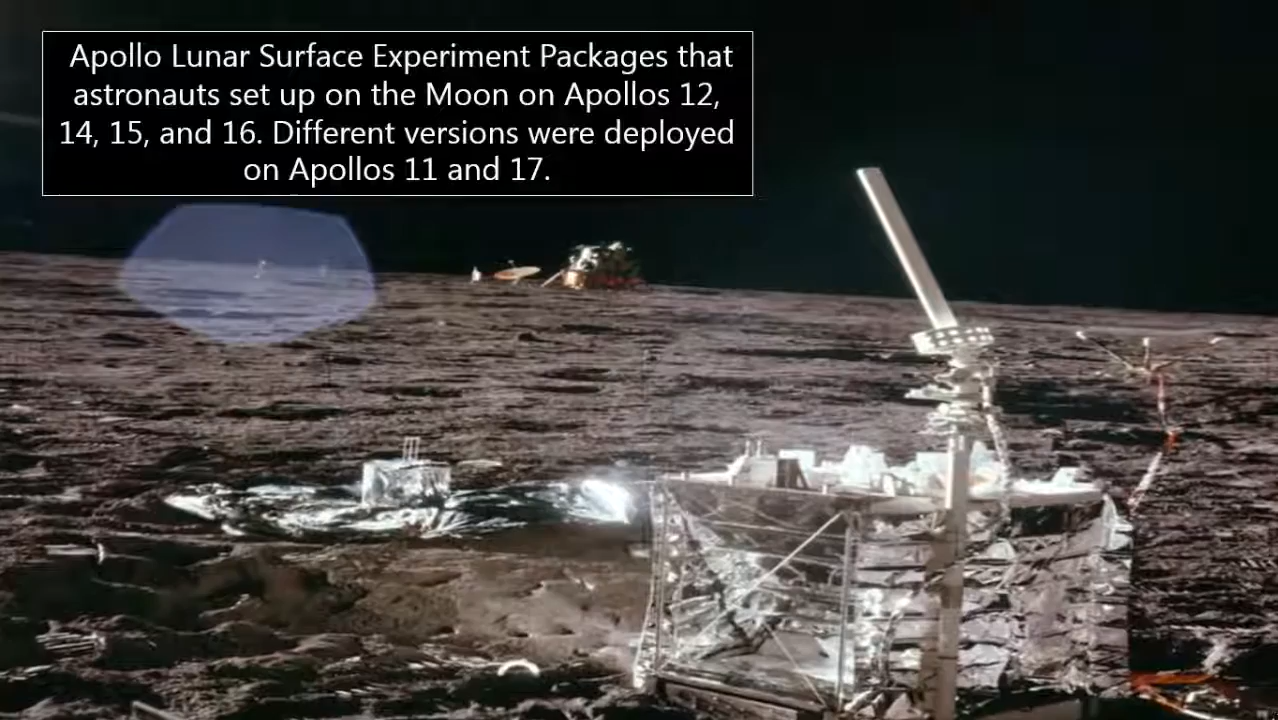 Apollo Lunar Surface Experiment Packages that
astronauts set up on the Moon on Apollos 12,
14, 15, and 16. Different versions were deployed
on Apollos 11 and 17.